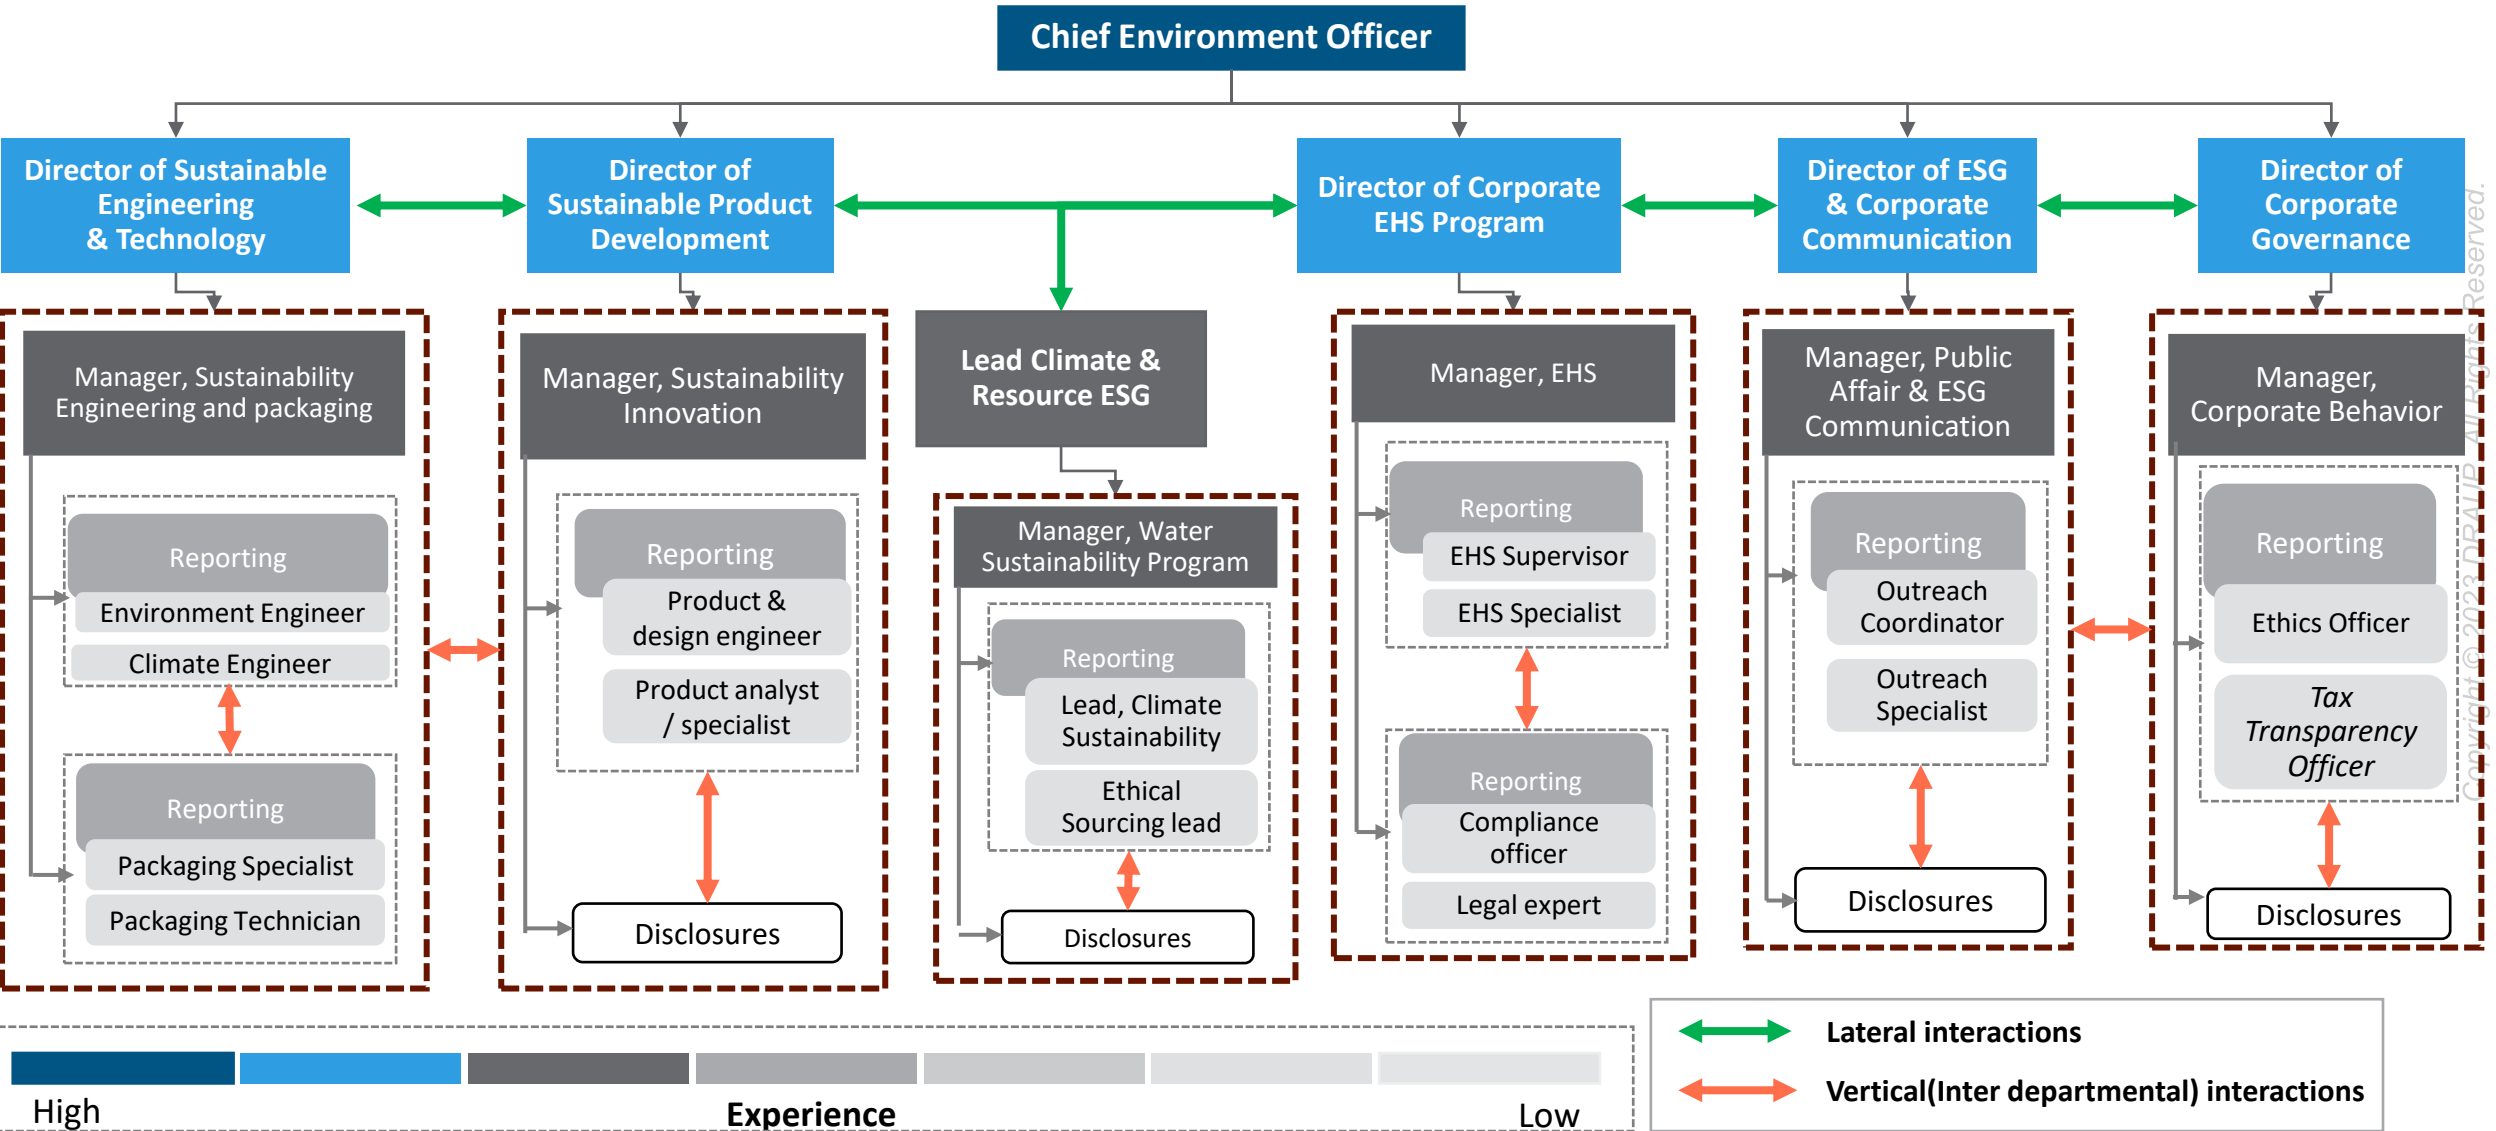 Chief Environment Officer
Director of Sustainable
Engineering
& Technology
Director of
Sustainable Product
Development
Director of Corporate
EHS Program
Director of ESG
& Corporate
Communication
Director of
Corporate
Governance
Manager, Sustainability
Engineering and packaging
Reporting
Environment Engineer
Climate Engineer
Reporting
Packaging Specialist
Packaging Technician
Manager, Sustainability
Innovation
Reporting
Product &
design engineer
Product analyst
/ specialist
Disclosures
Lead Climate &
Resource ESG
Manager, Water
Sustainability Program
Reporting
Lead, Climate
Sustainability
Ethical
Sourcing lead
Disclosures
Manager, EHS
Reporting
EHS Supervisor
EHS Specialist
Reporting
Compliance
officer
Legal expert
Manager, Public
Affair & ESG
Communication
Reporting
Outreach
Coordinator
Outreach
Specialist
Disclosures
Manager,
Corporate Behavior
Reporting
Ethics Officer
Tax
Transparency
Officer
Disclosures
Copyright © 2023 DRAUP. All Rights Reserved.
High
Experience
Low
Lateral interactions
Vertical(Inter departmental) interactions